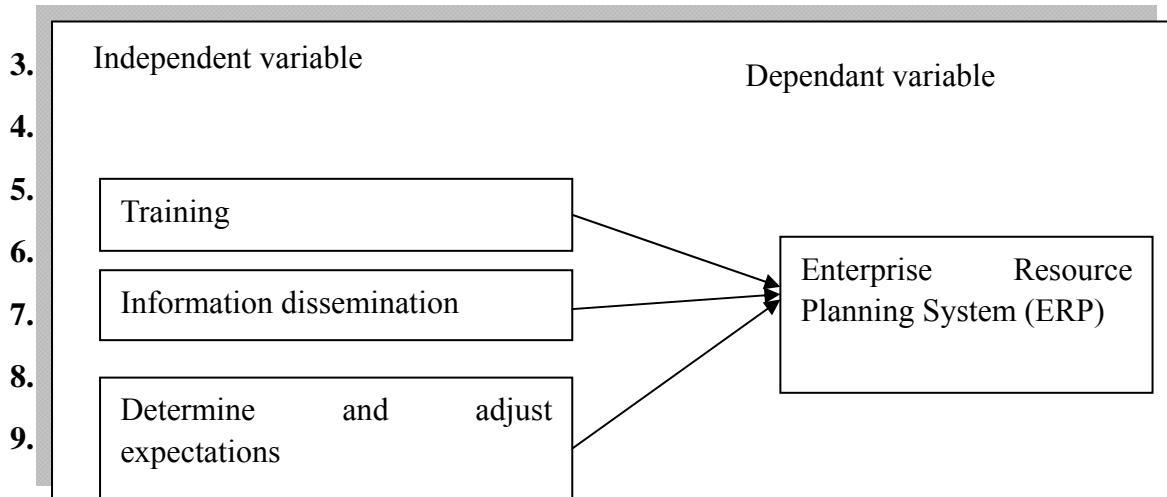 3.
Independent variable
Dependant variable
4.
5.
Training
6.
Enterprise Resource
Planning System (ERP)
Information dissemination
7.
8.
Determine and adjust
expectations
9.